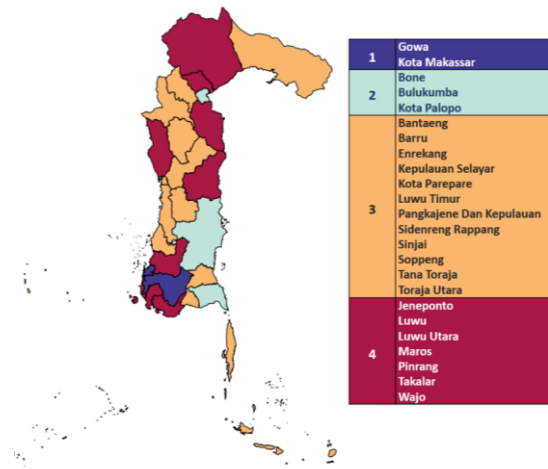 1
Gowa
Kota Makassar
2
Bone
Bulukumba
Kota Palopo
3
Bantaeng
Barru
Enrekang
Kepulauan Selayar
Kota Parepare
Luwu Timur
Pangkajene Dan Kepulauan
Sidenreng Rappang
Sinjai
Soppeng
Tana Toraja
Toraja Utara
4
Jeneponto
Luwu
Luwu Utara
Maros
Pinrang
Takalar
Wajo